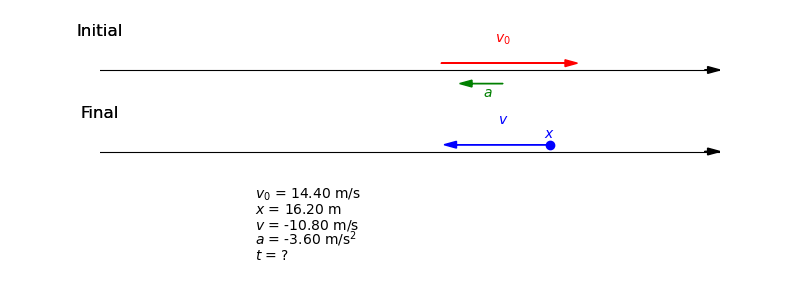 Initial
v₀
a
Final
v
x
v₀ = 14.40 m/s
x = 16.20 m
v = -10.80 m/s
a = -3.60 m/s²
t = ?